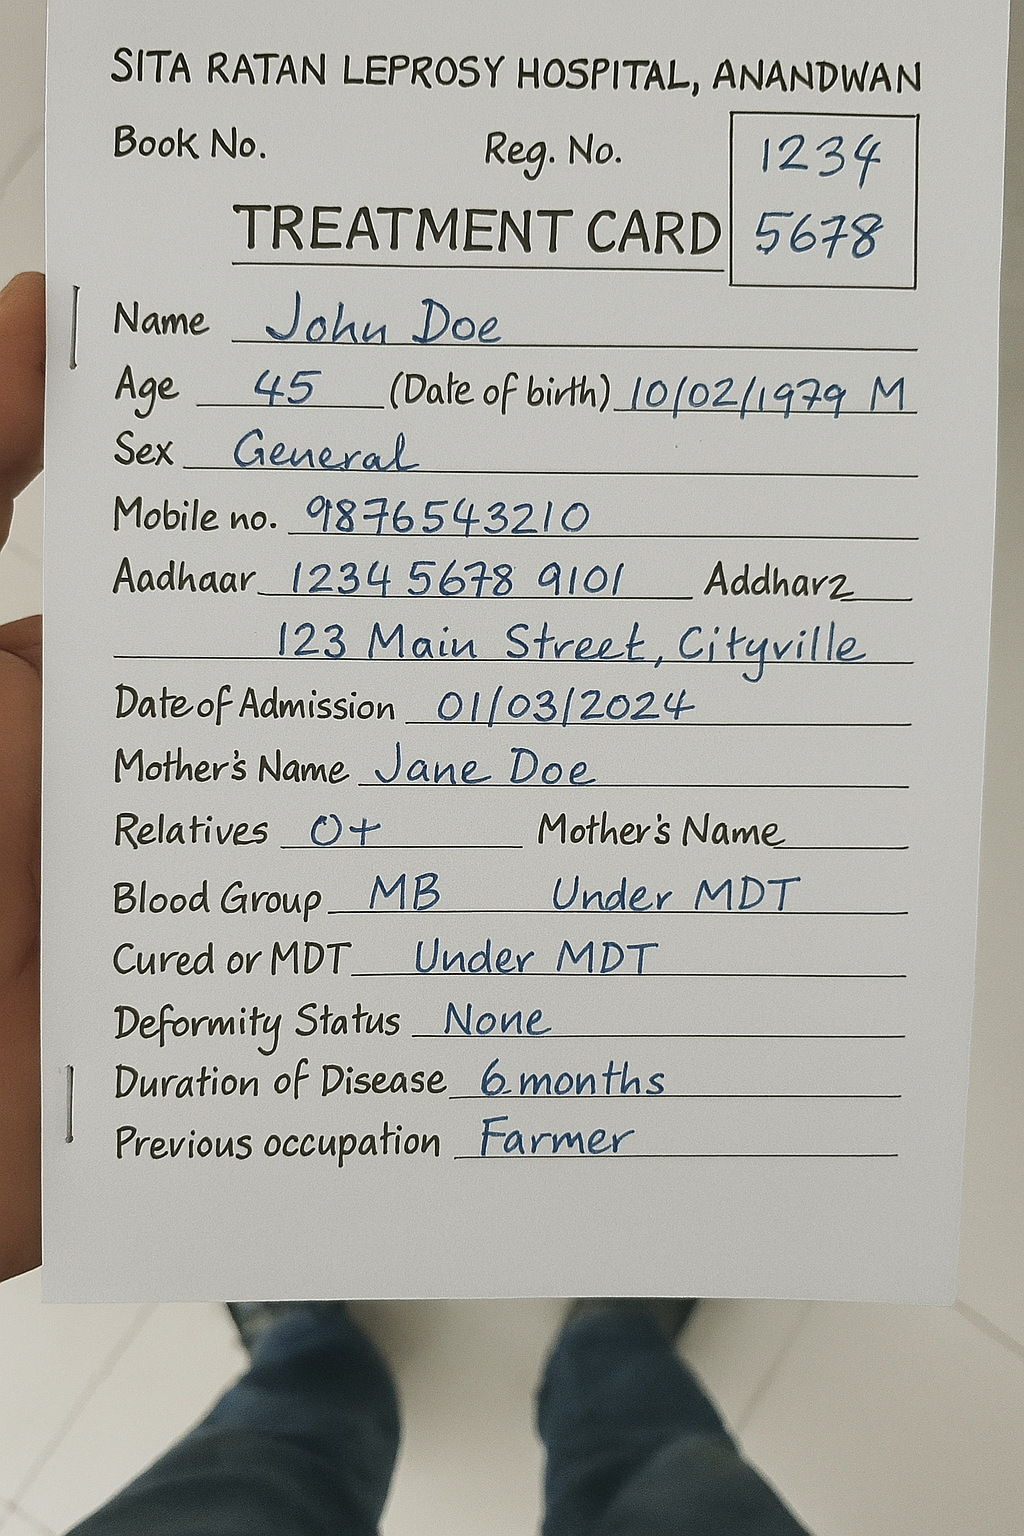 SITA RATAN LEPROSY HOSPITAL, ANANDWAN
Book No. Reg. No. 1234
TREATMENT CARD 5678
Name John Doe
Age 45 (Date of birth) 10/02/1979 M
Sex General
Mobile no. 9876543210
Aadhaar 1234 5678 9101 Addharz
123 Main Street, Cityville
Date of Admission 01/03/2024
Mother's Name Jane Doe
Relatives O+ Mother's Name
Blood Group MB Under MDT
Cured or MDT Under MDT
Deformity Status None
Duration of Disease 6 months
Previous occupation Farmer